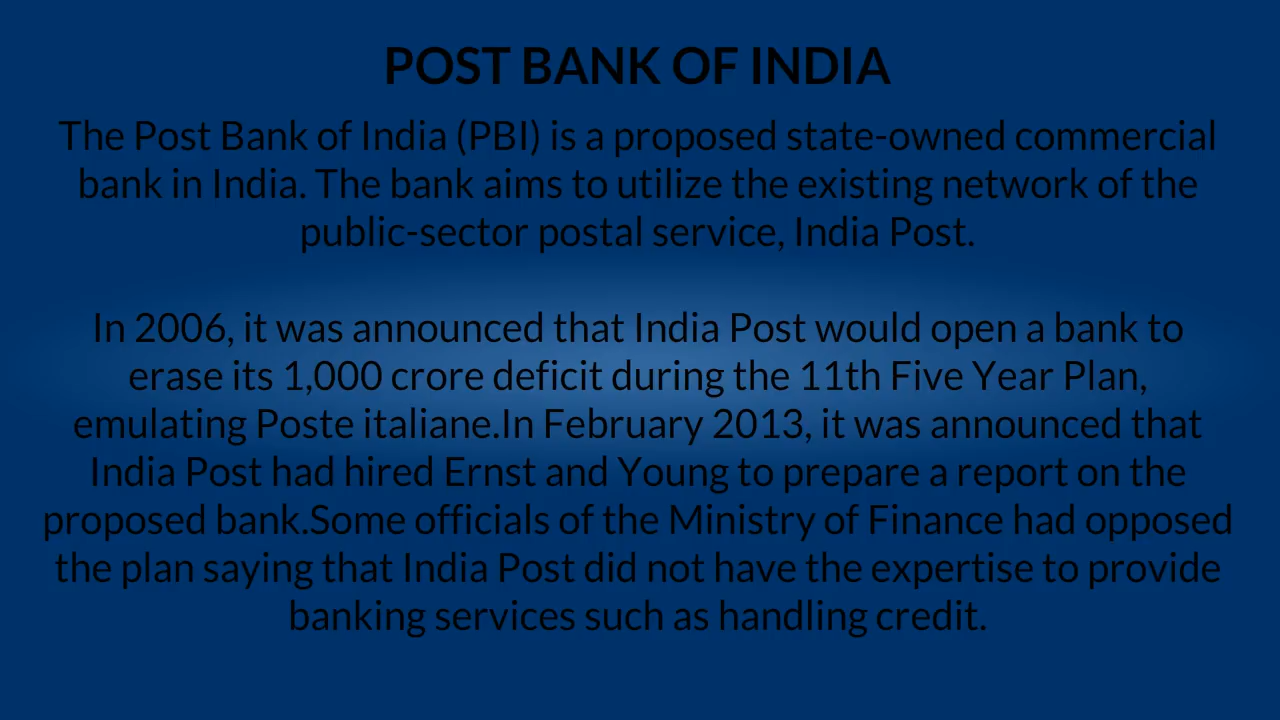 POST BANK OF INDIA
The Post Bank of India (PBI) is a proposed state-owned commercial
bank in India. The bank aims to utilize the existing network of the
public-sector postal service, India Post.
In 2006, it was announced that India Post would open a bank to
erase its 1,000 crore deficit during the 11th Five Year Plan,
emulating Poste italiane.In February 2013, it was announced that
India Post had hired Ernst and Young to prepare a report on the
proposed bank.Some officials of the Ministry of Finance had opposed
the plan saying that India Post did not have the expertise to provide
banking services such as handling credit.